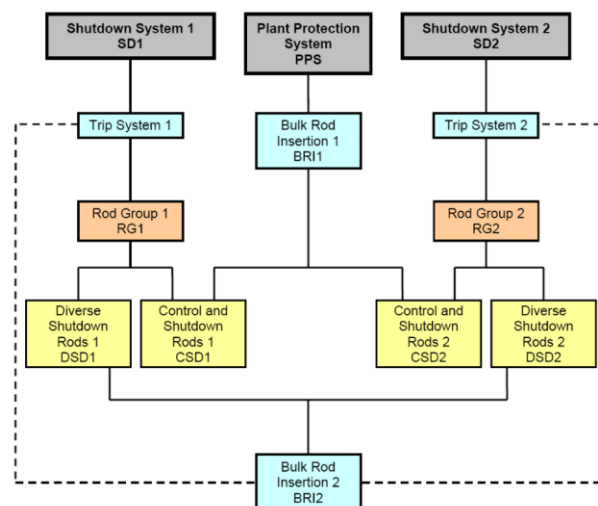 Shutdown System 1
SD1
Plant Protection
System
PPS
Shutdown System 2
SD2
Trip System 1
Bulk Rod
Insertion 1
BRI1
Trip System 2
Rod Group 1
RG1
Rod Group 2
RG2
Diverse
Shutdown
Rods 1
DSD1
Control and
Shutdown
Rods 1
CSD1
Control and
Shutdown
Rods 2
CSD2
Diverse
Shutdown
Rods 2
DSD2
Bulk Rod
Insertion 2
BRI2